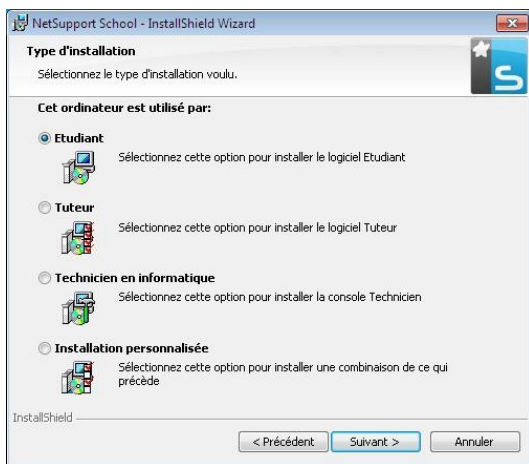 NetSupport School - InstallShield Wizard
Type d'installation
Sélectionnez le type d'installation voulu.
S
Cet ordinateur est utilisé par:
Etudiant
Sélectionnez cette option pour installer le logiciel Etudiant
Tuteur
Sélectionnez cette option pour installer le logiciel Tuteur
Technicien en informatique
Sélectionnez cette option pour installer la console Technicien
Installation personnalisée
Sélectionnez cette option pour installer une combinaison de ce qui
précède
InstallShield
< Précédent
Suivant >
Annuler